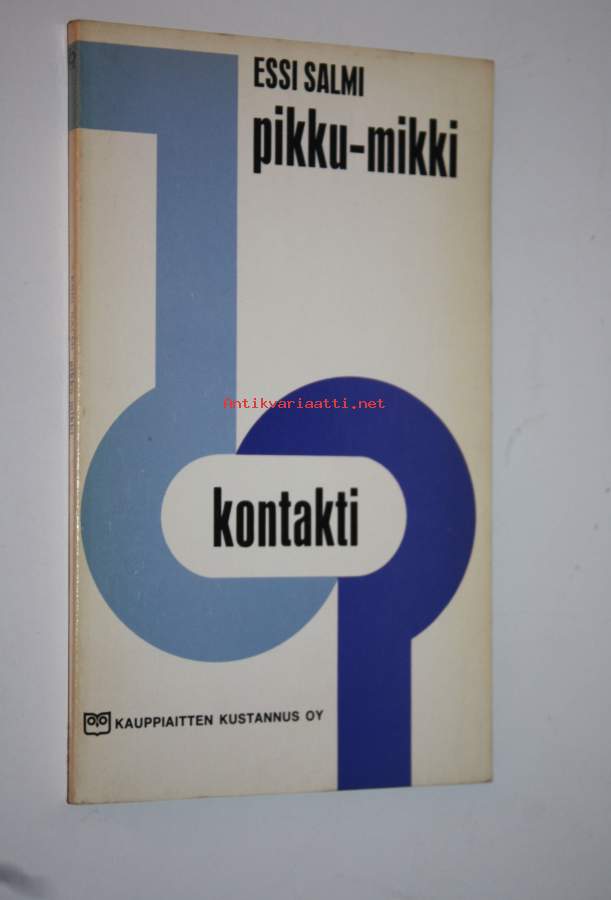 ESSI SALMI
pikku-mikki
Antikvariaatti.net
kontakti
KAUPPIAITTEN KUSTANNUS OY